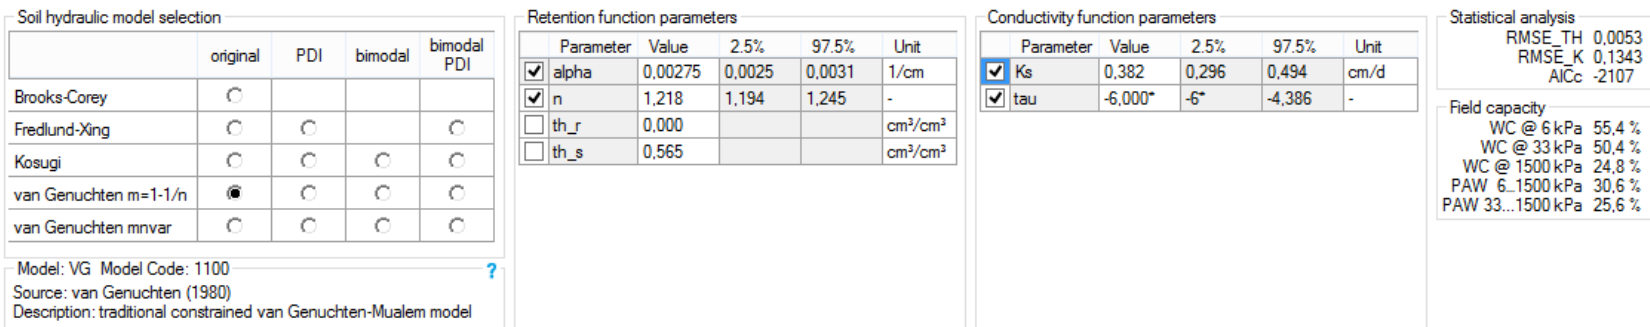 Soil hydraulic model selection
original PDI bimodal bimodal PDI
Brooks-Corey
Fredlund-Xing
Kosugi
van Genuchten m=1-1/n
van Genuchten mnvar
Model: VG Model Code: 1100 ?
Source: van Genuchten (1980)
Description: traditional constrained van Genuchten-Mualem model
Retention function parameters
Parameter Value 2.5% 97.5% Unit
alpha 0,00275 0,0025 0,0031 1/cm
n 1,218 1,194 1,245 -
th_r 0,000 cm³/cm³
th_s 0,565 cm³/cm³
Conductivity function parameters
Parameter Value 2.5% 97.5% Unit
Ks 0,382 0,296 0,494 cm/d
tau -6,000* -6* -4,386 -
Statistical analysis
RMSE_TH 0,0053
RMSE_K 0,1343
AICc -2107
Field capacity
WC @ 6 kPa 55,4 %
WC @ 33 kPa 50,4 %
WC @ 1500 kPa 24,8 %
PAW 6...1500 kPa 30,6 %
PAW 33...1500 kPa 25,6 %